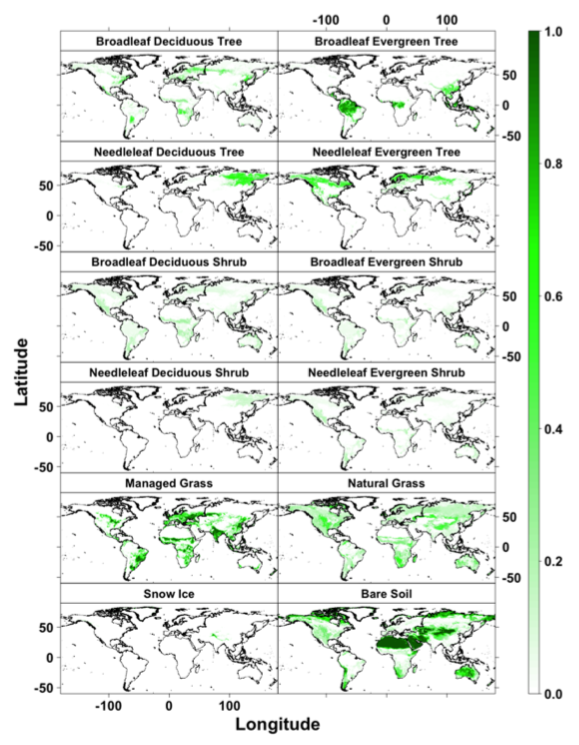 -100 0 100
1.0
Broadleaf Deciduous Tree Broadleaf Evergreen Tree
50
0
-50
Needleleaf Deciduous Tree Needleleaf Evergreen Tree
0.8
50
0
-50
Broadleaf Deciduous Shrub Broadleaf Evergreen Shrub
50
0.6
0
-50
Latitude
Needleleaf Deciduous Shrub Needleleaf Evergreen Shrub
50
0.4
0
-50
Managed Grass Natural Grass
50
0
0.2
-50
Snow Ice Bare Soil
50
0
-50
0.0
-100 0 100
Longitude